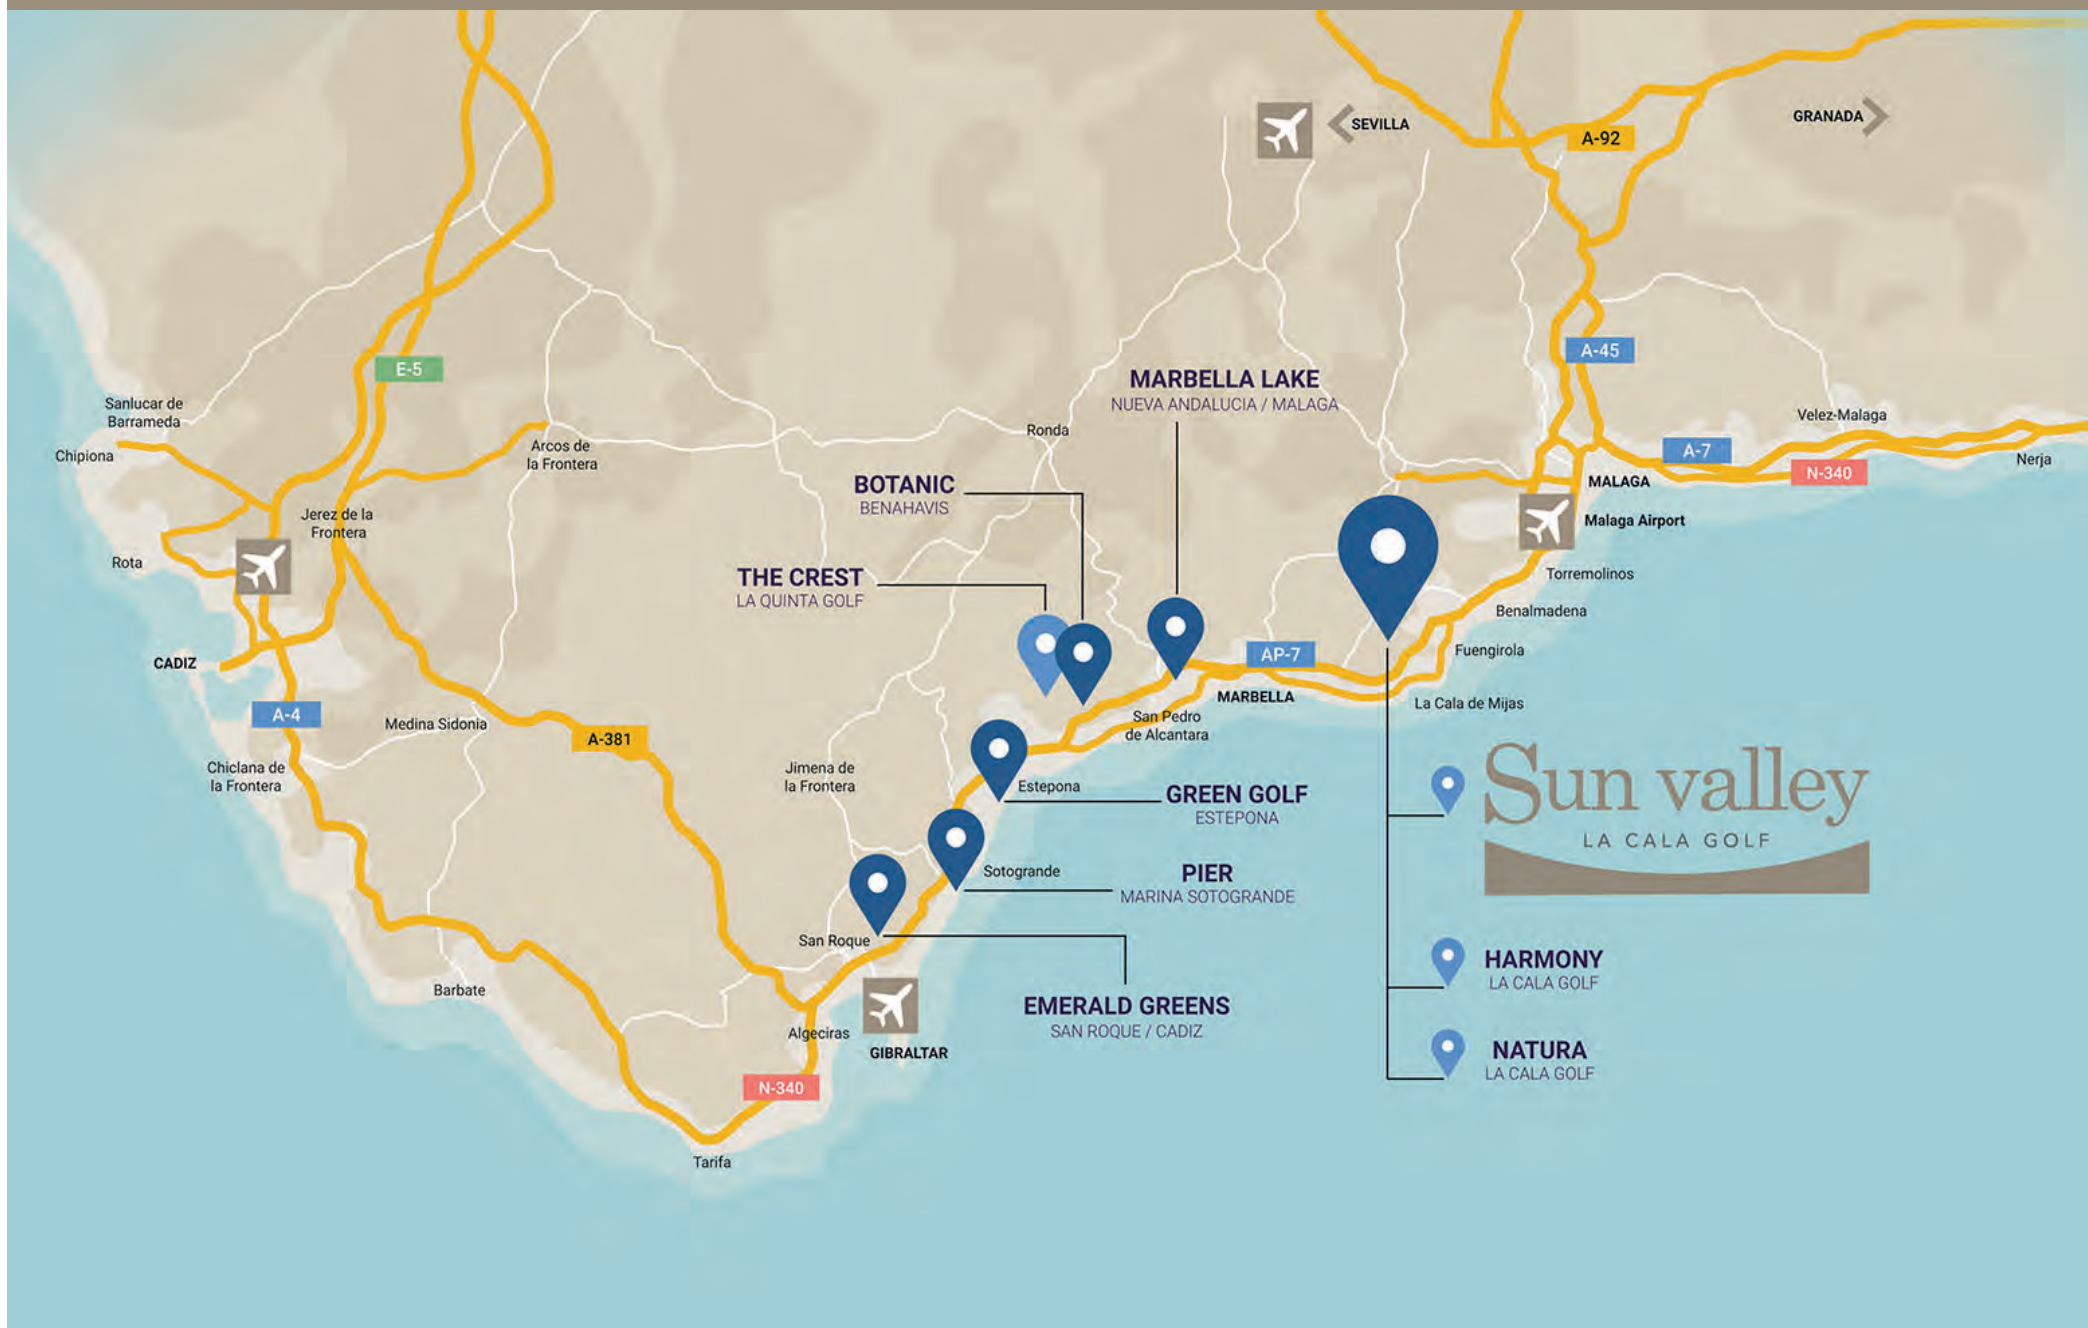 SEVILLA
GRANADA
A-92
A-45
E-5
MARBELLA LAKE
NUEVA ANDALUCIA / MALAGA
Sanlucar de
Barrameda
Chipiona
Arcos de
la Frontera
Ronda
Velez-Malaga
A-7
N-340
Nerja
MALAGA
Malaga Airport
BOTANIC
BENAHAVIS
Jerez de la
Frontera
Rota
THE CREST
LA QUINTA GOLF
Torremolinos
Benalmadena
Fuengirola
CADIZ
AP-7
MARBELLA
La Cala de Mijas
A-4
Medina Sidonia
A-381
San Pedro
de Alcantara
Chiclana de
la Frontera
Jimena de
la Frontera
Estepona
GREEN GOLF
ESTEPONA
Sun valley
LA CALA GOLF
Sotogrande
PIER
MARINA SOTOGRANDE
San Roque
HARMONY
LA CALA GOLF
Barbate
EMERALD GREENS
SAN ROQUE / CADIZ
Algeciras
GIBRALTAR
NATURA
LA CALA GOLF
N-340
Tarifa